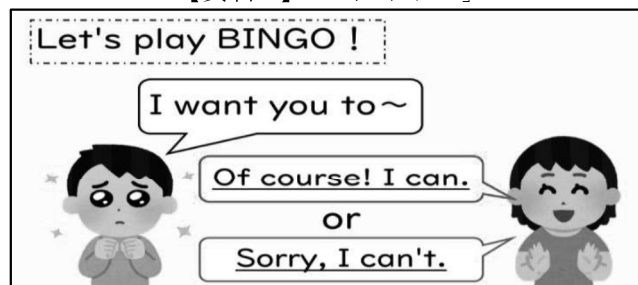 Let's play BINGO！
I want you to～
Of course! I can.
or
Sorry, I can't.